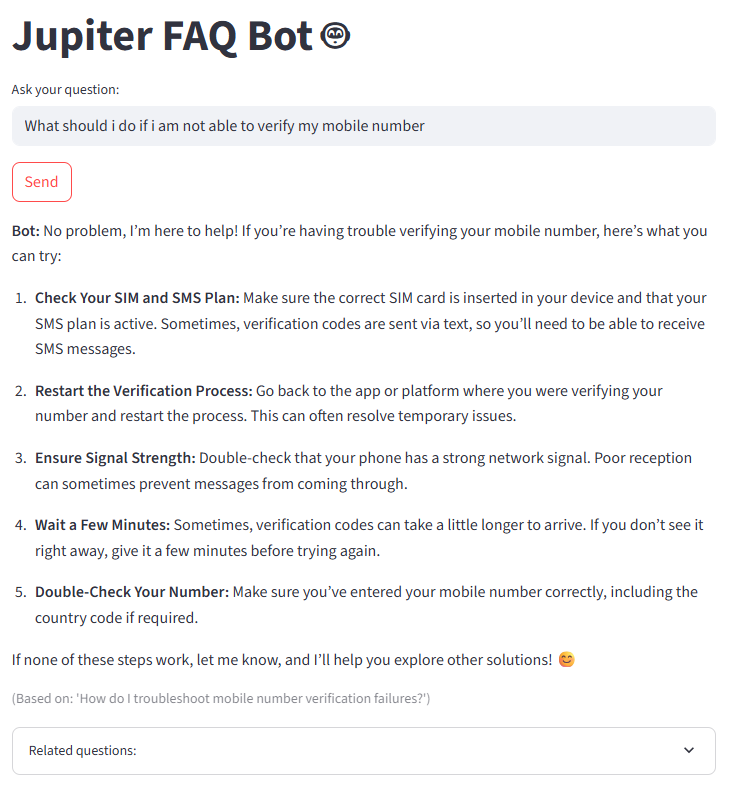 Jupiter FAQ Bot
Ask your question:
What should i do if i am not able to verify my mobile number
Send
Bot: No problem, I’m here to help! If you’re having trouble verifying your mobile number, here’s what you
can try:
1. Check Your SIM and SMS Plan: Make sure the correct SIM card is inserted in your device and that your
SMS plan is active. Sometimes, verification codes are sent via text, so you’ll need to be able to receive
SMS messages.
2. Restart the Verification Process: Go back to the app or platform where you were verifying your
number and restart the process. This can often resolve temporary issues.
3. Ensure Signal Strength: Double-check that your phone has a strong network signal. Poor reception
can sometimes prevent messages from coming through.
4. Wait a Few Minutes: Sometimes, verification codes can take a little longer to arrive. If you don’t see it
right away, give it a few minutes before trying again.
5. Double-Check Your Number: Make sure you’ve entered your mobile number correctly, including the
country code if required.
If none of these steps work, let me know, and I’ll help you explore other solutions! 😊
(Based on: 'How do I troubleshoot mobile number verification failures?')
Related questions: